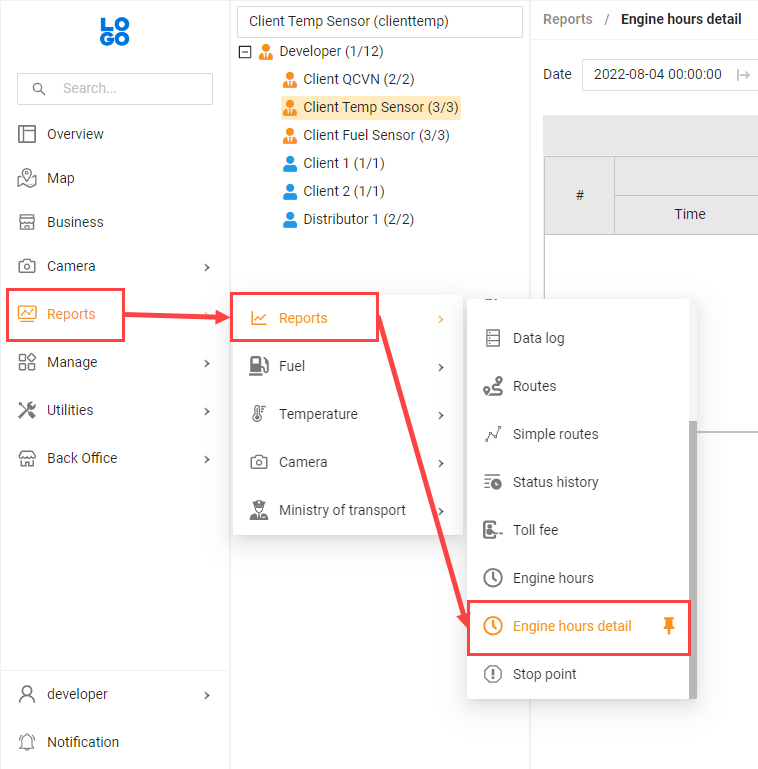 LO
GO
Search...
Overview
Map
Business
Camera
Reports
Manage
Utilities
Back Office
developer
Notification
Client Temp Sensor (clienttemp)
Developer (1/12)
Client QCVN (2/2)
Client Temp Sensor (3/3)
Client Fuel Sensor (3/3)
Client 1 (1/1)
Client 2 (1/1)
Distributor 1 (2/2)
Reports
Fuel
Temperature
Camera
Ministry of transport
Data log
Routes
Simple routes
Status history
Toll fee
Engine hours
Engine hours detail
Stop point
Reports / Engine hours detail
Date 2022-08-04 00:00:00
#
Time